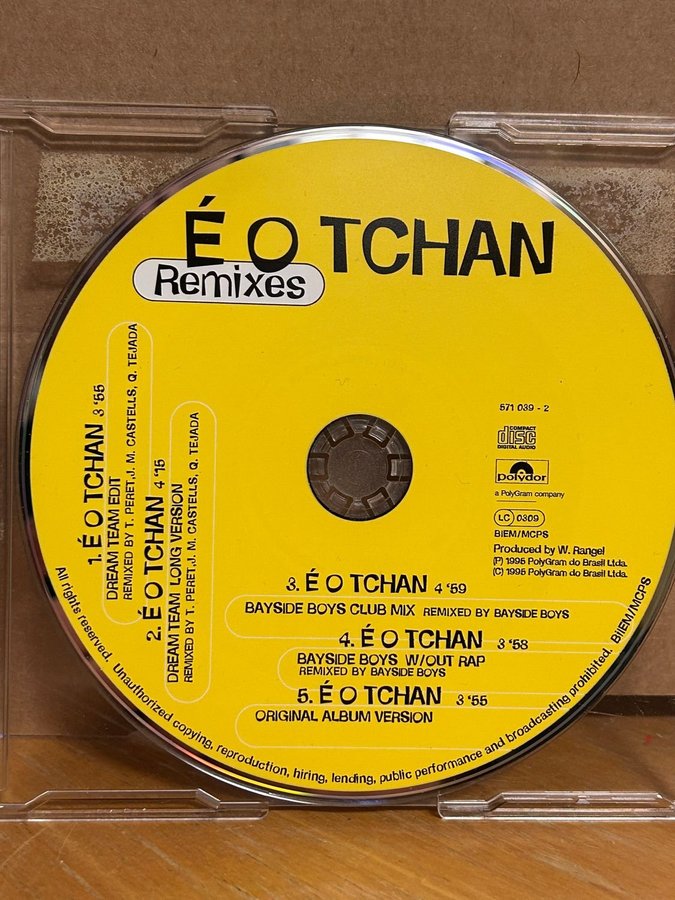 É O TCHAN
Remixes
1. É O TCHAN 3 '55
DREAM TEAM EDIT
REMIXED BY T. PERET,J. M. CASTELLS, Q. TEJADA
2. É O TCHAN 4 '15
DREAM TEAM LONG VERSION
REMIXED BY T. PERET,J. M. CASTELLS, Q. TEJADA
571 039 - 2
COMPACT
disc
DIGITAL AUDIO
polydor
a PolyGram company
LC 0309
BIEM/MCPS
Produced by W. Rangel
(P) 1995 PolyGram do Brasil Ltda.
(C) 1995 PolyGram do Brasil Ltda.
3. É O TCHAN 4 '59
BAYSIDE BOYS CLUB MIX REMIXED BY BAYSIDE BOYS
4. É O TCHAN 3 '58
BAYSIDE BOYS W/OUT RAP
REMIXED BY BAYSIDE BOYS
5. É O TCHAN 3 '55
ORIGINAL ALBUM VERSION
All rights reserved. Unauthorized copying, reproduction, hiring, lending, public performance and broadcasting prohibited. BIIEM/MCPS